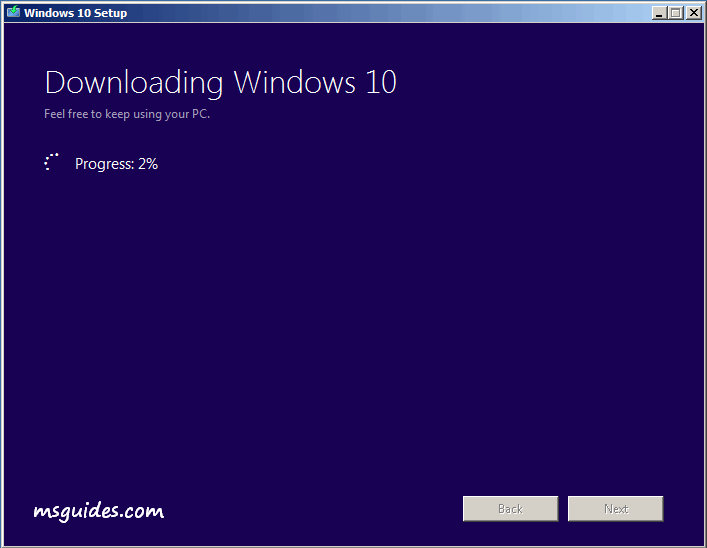 Windows 10 Setup
Downloading Windows 10
Feel free to keep using your PC.
Progress: 2%
msguides.com
Back
Next